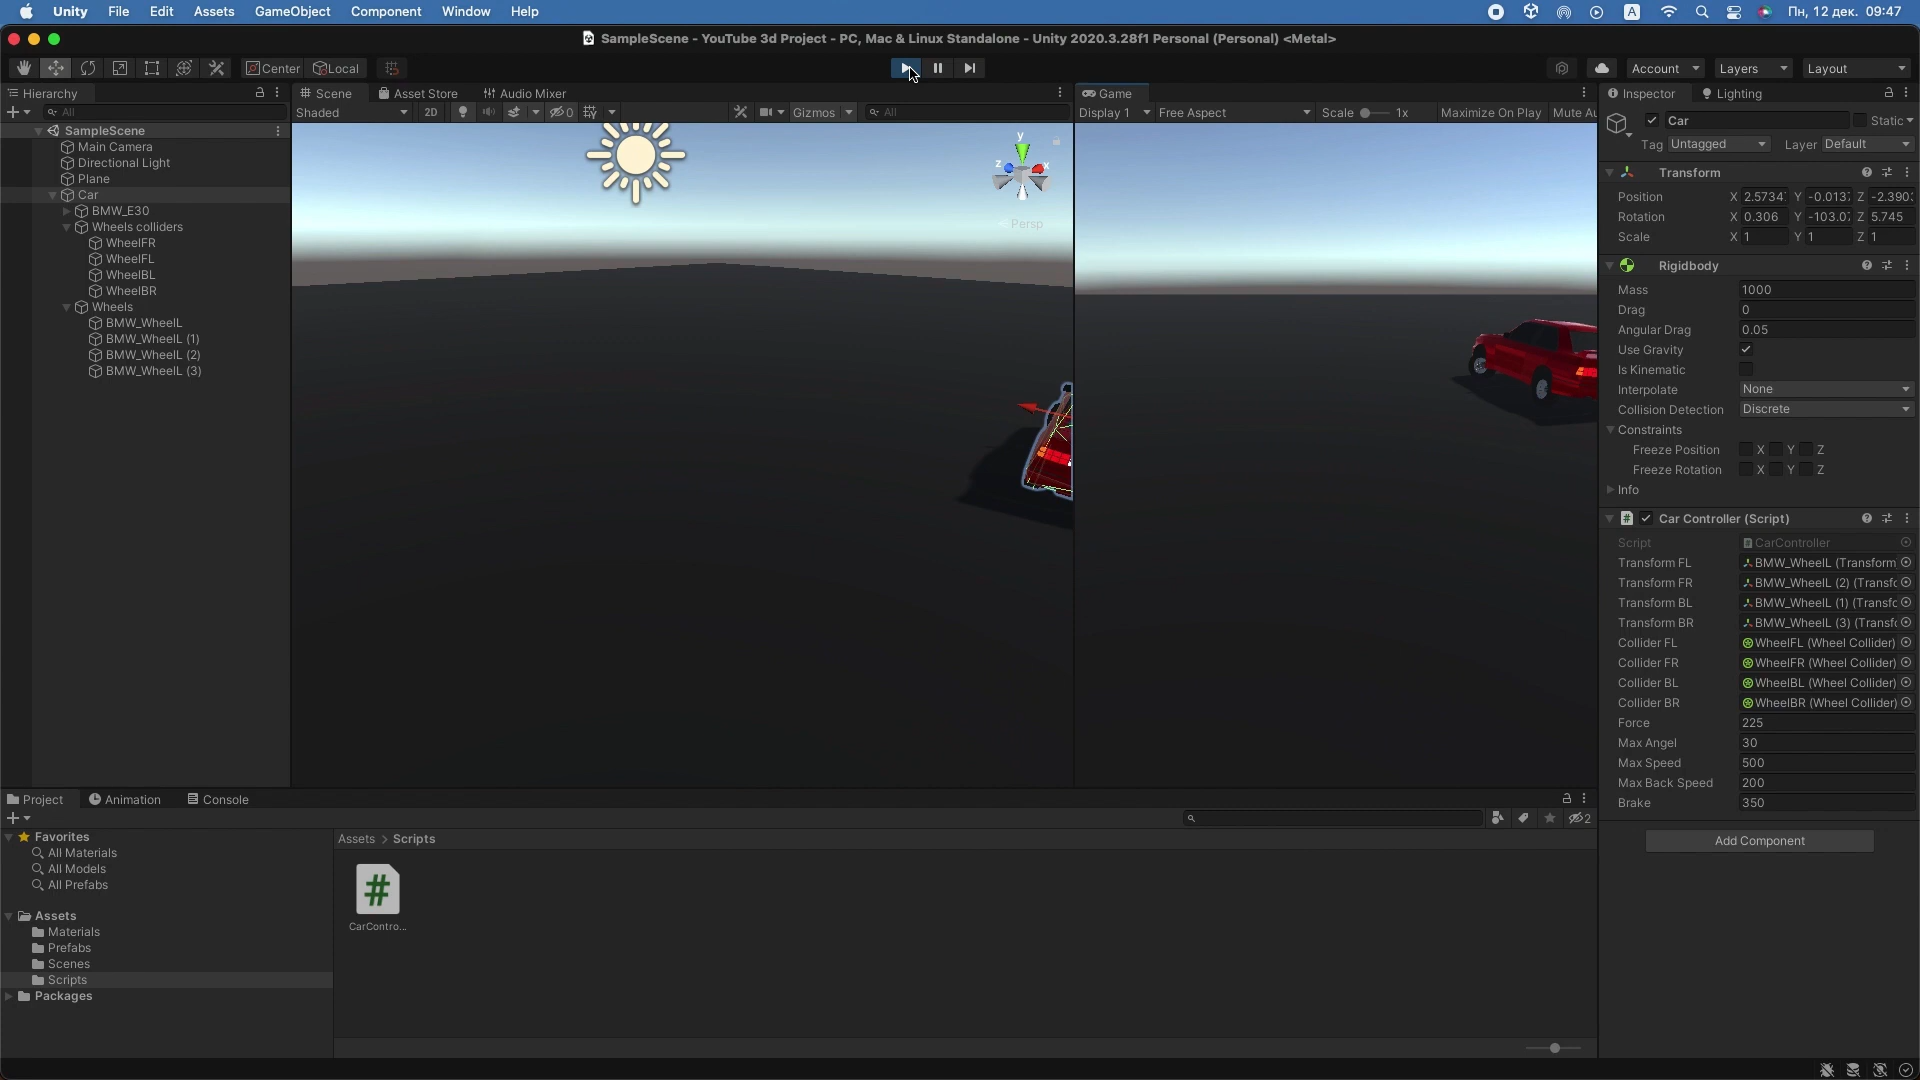 Unity File Edit Assets GameObject Component Window Help A Пн, 12 дек. 09:47
SampleScene - YouTube 3d Project - PC, Mac & Linux Standalone - Unity 2020.3.28f1 Personal (Personal) <Metal>
Center Local Account Layers Layout
Hierarchy
All
SampleScene
Main Camera
Directional Light
Plane
Car
BMW_E30
Wheels colliders
WheelFR
WheelFL
WheelBL
WheelBR
Wheels
BMW_WheelL
BMW_WheelL (1)
BMW_WheelL (2)
BMW_WheelL (3)
Scene Asset Store Audio Mixer
Shaded 2D 0 Gizmos All
y
z x
Persp
Game
Display 1 Free Aspect Scale 1x Maximize On Play Mute Au
Inspector Lighting
Car Static
Tag Untagged Layer Default
Transform
Position X 2.5734 Y -0.013 Z -2.390
Rotation X 0.306 Y -103.0 Z 5.745
Scale X 1 Y 1 Z 1
Rigidbody
Mass 1000
Drag 0
Angular Drag 0.05
Use Gravity
Is Kinematic
Interpolate None
Collision Detection Discrete
Constraints
Freeze Position X Y Z
Freeze Rotation X Y Z
Info
# Car Controller (Script)
Script CarController
Transform FL BMW_WheelL (Transform
Transform FR BMW_WheelL (2) (Transfo
Transform BL BMW_WheelL (1) (Transfo
Transform BR BMW_WheelL (3) (Transfo
Collider FL WheelFL (Wheel Collider)
Collider FR WheelFR (Wheel Collider)
Collider BL WheelBL (Wheel Collider)
Collider BR WheelBR (Wheel Collider)
Force 225
Max Angel 30
Max Speed 500
Max Back Speed 200
Brake 350
Add Component
Project Animation Console
2
Favorites
All Materials
All Models
All Prefabs
Assets
Materials
Prefabs
Scenes
Scripts
Packages
Assets > Scripts
#
CarContro...